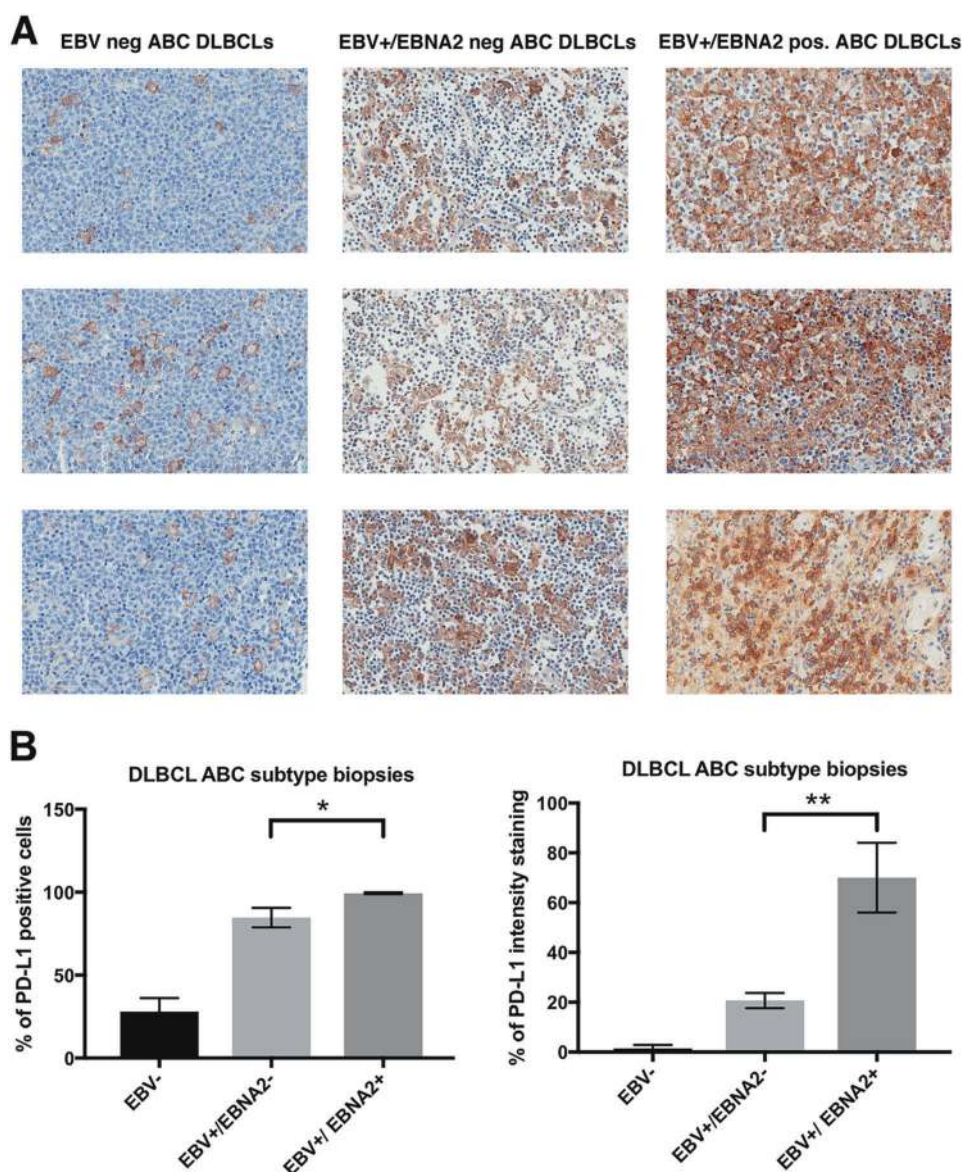 A
EBV neg ABC DLBCLs
EBV+/EBNA2 neg ABC DLBCLs
EBV+/EBNA2 pos. ABC DLBCLs
B
DLBCL ABC subtype biopsies
% of PD-L1 positive cells
150
100
50
0
*
EBV-
EBV+/EBNA2-
EBV+/ EBNA2+
DLBCL ABC subtype biopsies
% of PD-L1 intensity staining
100
80
60
40
20
0
**
EBV-
EBV+/EBNA2-
EBV+/ EBNA2+